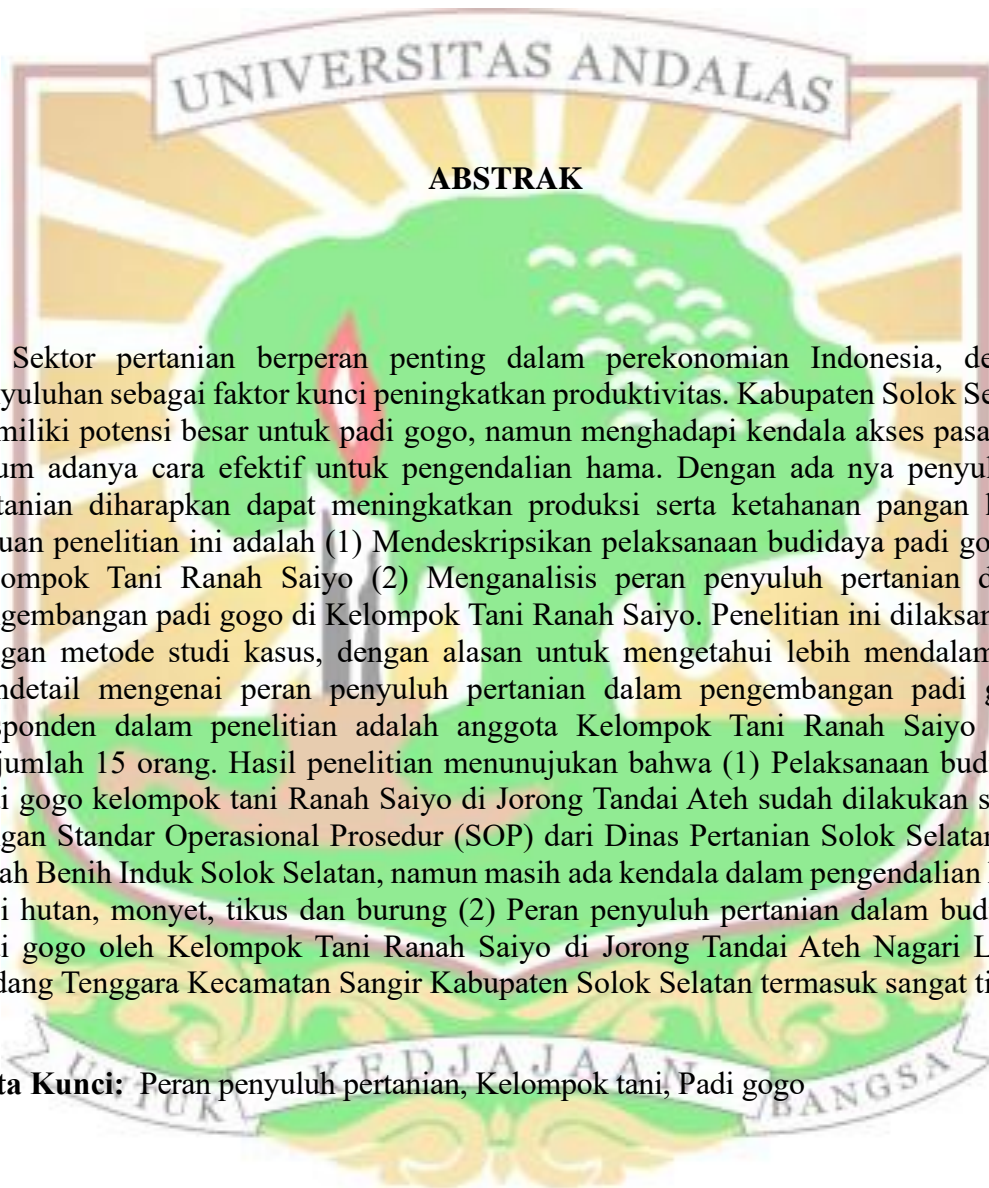 UNIVERSITAS ANDALAS
ABSTRAK
Sektor pertanian berperan penting dalam perekonomian Indonesia, de
yuluhan sebagai faktor kunci peningkatkan produktivitas. Kabupaten Solok Se
miliki potensi besar untuk padi gogo, namun menghadapi kendala akses pasa
um adanya cara efektif untuk pengendalian hama. Dengan ada nya penyul
tanian diharapkan dapat meningkatkan produksi serta ketahanan pangan
uan penelitian ini adalah (1) Mendeskripsikan pelaksanaan budidaya padi go
ompok Tani Ranah Saiyo (2) Menganalisis peran penyuluh pertanian d
gembangan padi gogo di Kelompok Tani Ranah Saiyo. Penelitian ini dilaksan
gan metode studi kasus, dengan alasan untuk mengetahui lebih mendalam
ndetail mengenai peran penyuluh pertanian dalam pengembangan padi g
sponden dalam penelitian adalah anggota Kelompok Tani Ranah Saiyo
jumlah 15 orang. Hasil penelitian menunujukan bahwa (1) Pelaksanaan bud
i gogo kelompok tani Ranah Saiyo di Jorong Tandai Ateh sudah dilakukan s
gan Standar Operasional Prosedur (SOP) dari Dinas Pertanian Solok Selatan
ah Benih Induk Solok Selatan, namun masih ada kendala dalam pengendalian
i hutan, monyet, tikus dan burung (2) Peran penyuluh pertanian dalam bud
i gogo oleh Kelompok Tani Ranah Saiyo di Jorong Tandai Ateh Nagari L
dang Tenggara Kecamatan Sangir Kabupaten Solok Selatan termasuk sangat ti
ta Kunci: Peran penyuluh pertanian, Kelompok tani, Padi gogo
UNTUK KEDJAJAAN BANGSA